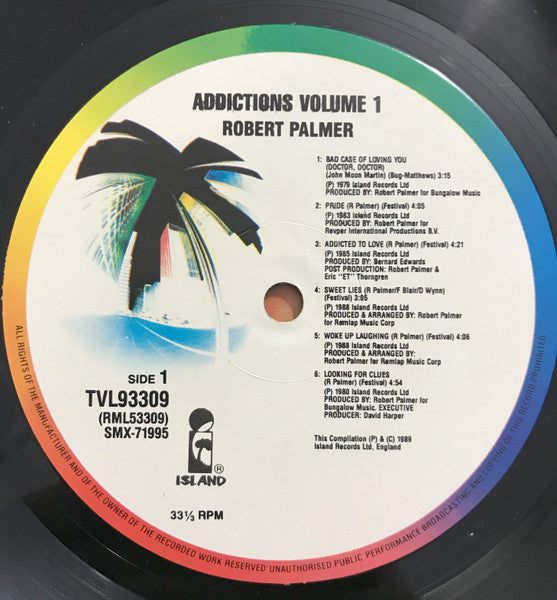 ADDICTIONS VOLUME 1
ROBERT PALMER
1: BAD CASE OF LOVING YOU
(DOCTOR, DOCTOR)
(John Moon Martin) (Bog-Matthews) 3:15
(P) 1979 Island Records Ltd
PRODUCED BY: Robert Palmer for Bungalow Music
2: PRIDE (R Palmer) (Festival) 4:05
(P) 1983 Island Records Ltd
PRODUCED BY: Robert Palmer for
Revper International Productions B.V.
3: ADDICTED TO LOVE (R Palmer) (Festival) 4:21
(P) 1985 Island Records Ltd
PRODUCED BY: Bernard Edwards
POST PRODUCTION: Robert Palmer &
Eric "ET" Thorngren
4: SWEET LIES (R Palmer/F Blair/D Wynn)
(Festival) 3:05
(P) 1988 Island Records Ltd
PRODUCED & ARRANGED BY: Robert Palmer
for Remlap Music Corp
5: WOKE UP LAUGHING (R Palmer) (Festival) 4:06
(P) 1988 Island Records Ltd
PRODUCED & ARRANGED BY:
Robert Palmer for Remlap Music Corp
6: LOOKING FOR CLUES
(R Palmer) (Festival) 4:54
(P) 1980 Island Records Ltd
PRODUCED BY: Robert Palmer for
Bungalow Music. EXECUTIVE
PRODUCER: David Harper
This Compilation (P) & (C) 1989
Island Records Ltd, England
SIDE 1
TVL93309
(RML53309)
SMX-71995
ISLAND ®
33⅓ RPM
ALL RIGHTS OF THE MANUFACTURER AND OF THE OWNER OF THE RECORDED WORK RESERVED UNAUTHORISED PUBLIC PERFORMANCE BROADCASTING AND COPYING OF THIS RECORD PROHIBITED